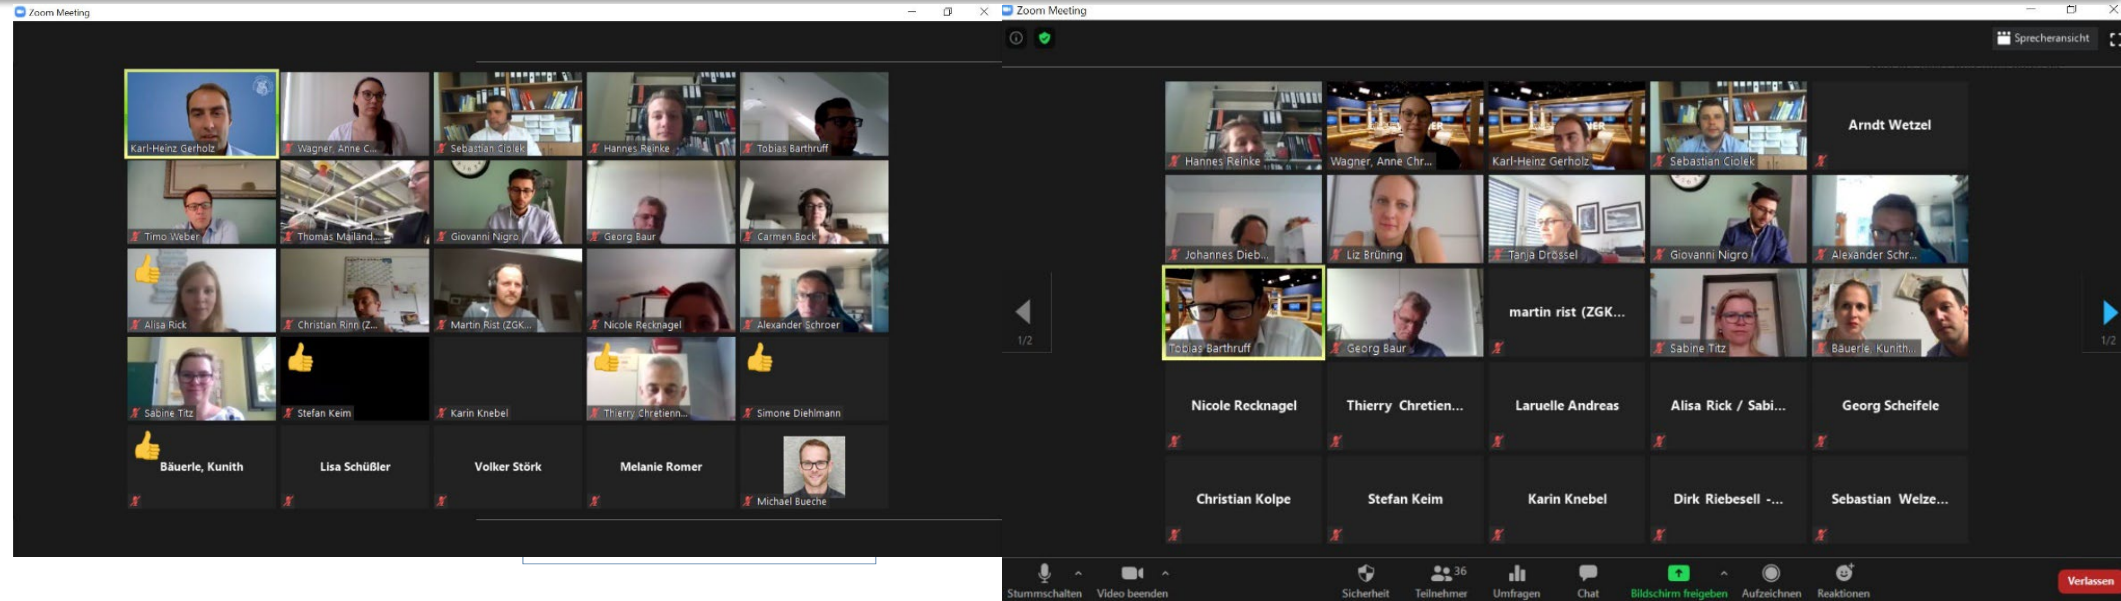 Zoom Meeting
Karl-Heinz Gerholz
Wagner, Anne C...
Sebastian Ciolek
Hannes Reinke
Tobias Barthruff
Timo Weber
Thomas Mailänd...
Giovanni Nigro
Georg Baur
Carmen Bock
Alisa Rick
Christian Rinn (Z...
Martin Rist (ZGK...
Nicole Recknagel
Alexander Schroer
Sabine Titz
Stefan Keim
Karin Knebel
Thierry Chretienn...
Simone Diehlmann
Bäuerle, Kunith
Lisa Schüßler
Volker Störk
Melanie Romer
Michael Bueche
Zoom Meeting
Sprecheransicht
Hannes Reinke
Wagner, Anne Chr...
Karl-Heinz Gerholz
Sebastian Ciolek
Arndt Wetzel
Johannes Dieb...
Liz Brüning
Tanja Drössel
Giovanni Nigro
Alexander Schr...
1/2
Tobias Barthruff
Georg Baur
martin rist (ZGK...
Sabine Titz
Bäuerle, Kunith...
1/2
Nicole Recknagel
Thierry Chretien...
Laruelle Andreas
Alisa Rick / Sabi...
Georg Scheifele
Christian Kolpe
Stefan Keim
Karin Knebel
Dirk Riebesell -...
Sebastian Welze...
36
Stummschalten
Video beenden
Sicherheit
Teilnehmer
Umfragen
Chat
Bildschirm freigeben
Aufzeichnen
Reaktionen
Verlassen